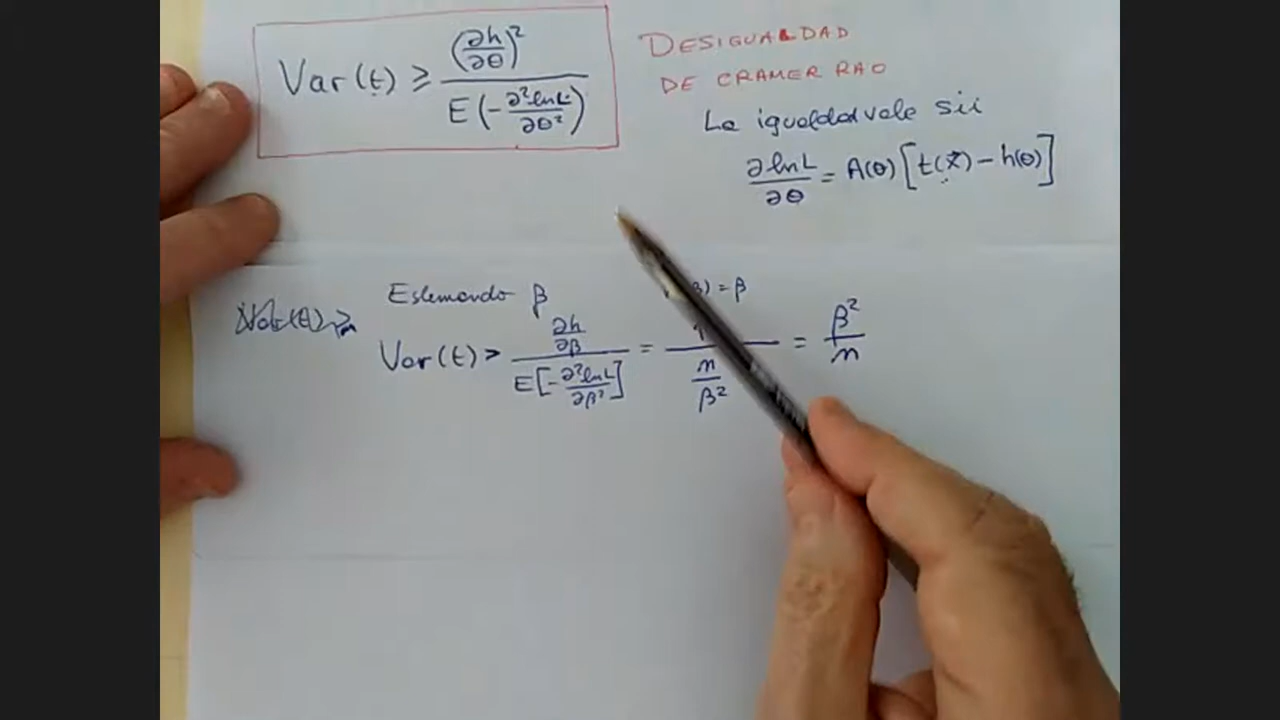 Var(t) ≥ (∂h/∂θ)² / E(-∂²lnL/∂θ²)
DESIGUALDAD
DE CRAMER RAO
La igualdad vale sii
∂lnL/∂θ = A(θ)[t(x)-h(θ)]
Estimando β
β) = β
Var(t) > ∂h/∂β / E[-∂²lnL/∂β²] = 1 / n/β² = β²/n